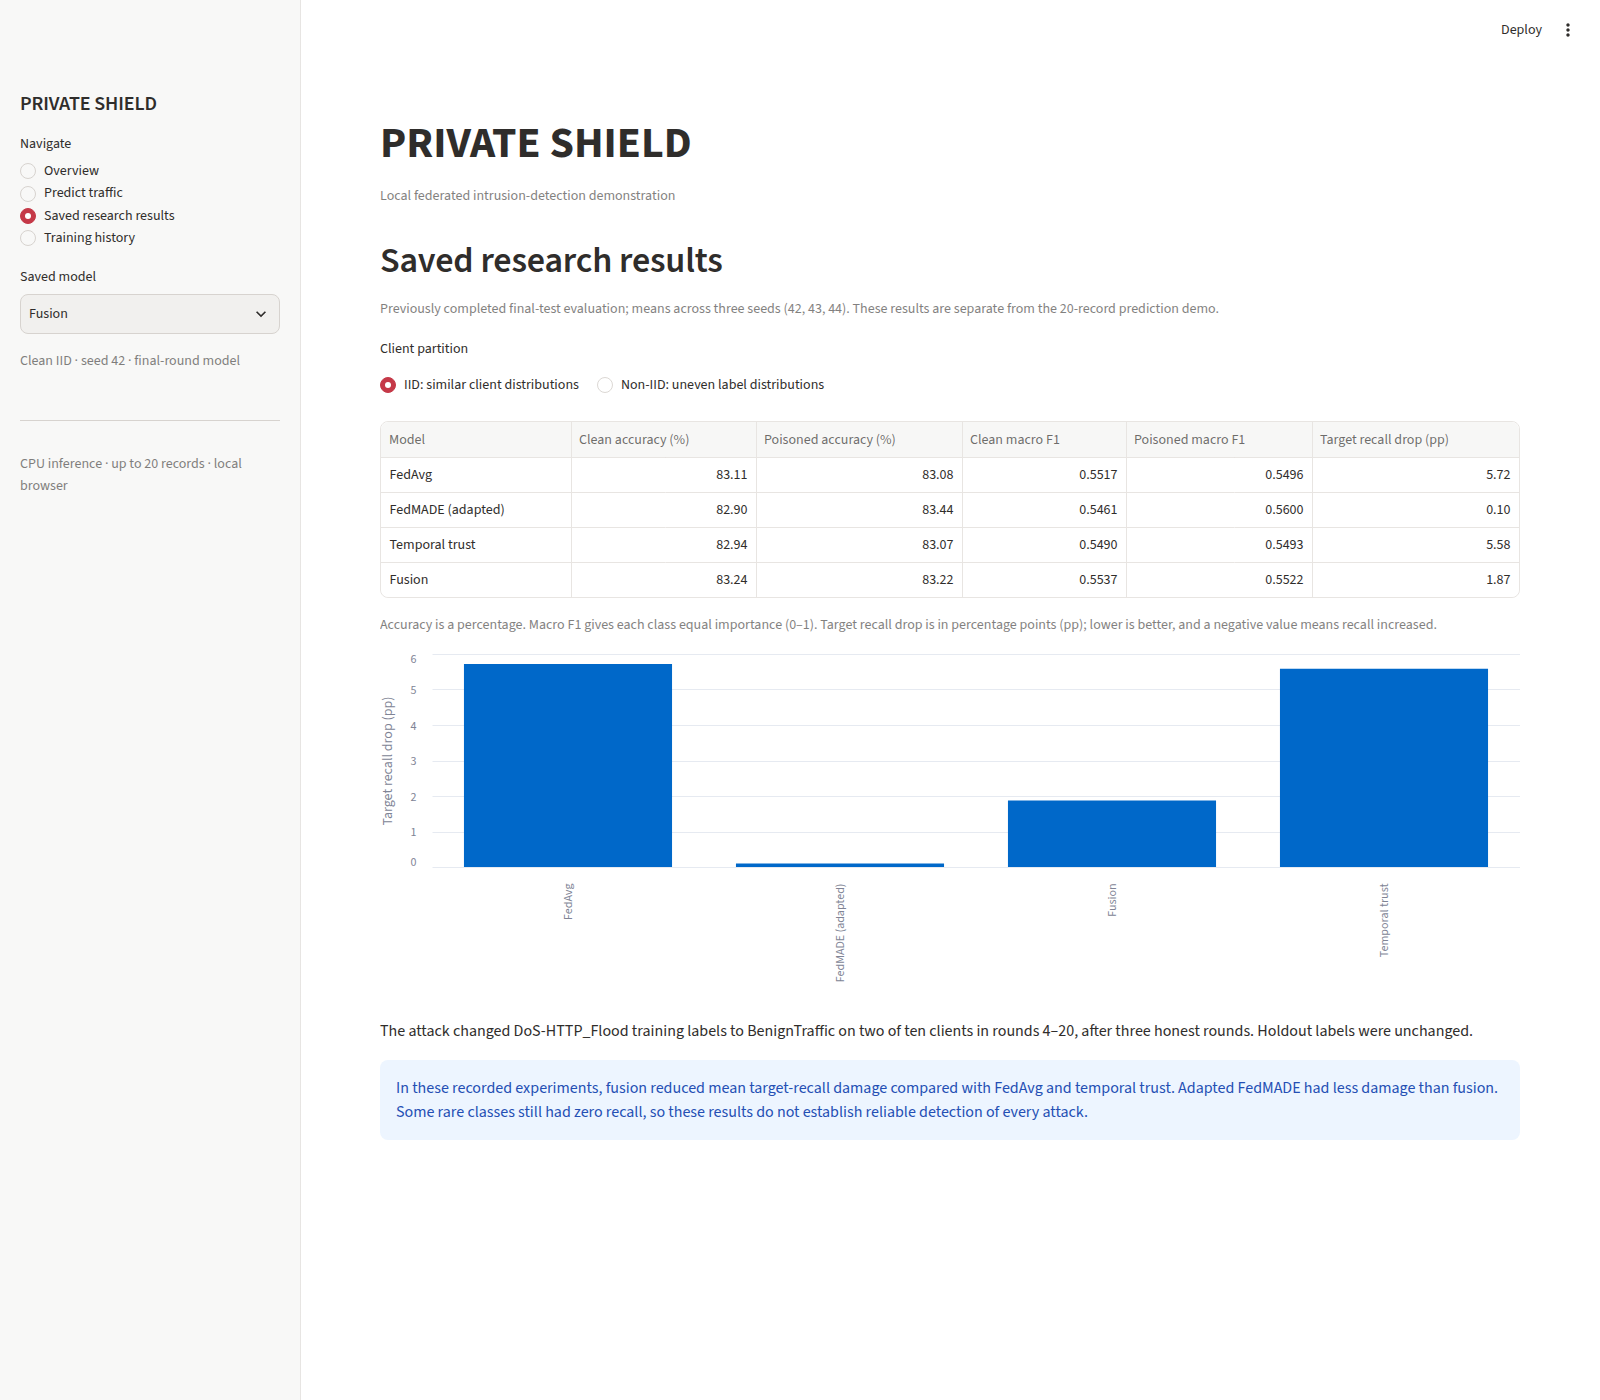 Deploy
PRIVATE SHIELD
Navigate
Overview
Predict traffic
Saved research results
Training history
Saved model
Fusion
Clean IID · seed 42 · final-round model
CPU inference · up to 20 records · local
browser
PRIVATE SHIELD
Local federated intrusion-detection demonstration
Saved research results
Previously completed final-test evaluation; means across three seeds (42, 43, 44). These results are separate from the 20-record prediction demo.
Client partition
IID: similar client distributions Non-IID: uneven label distributions
Model Clean accuracy (%) Poisoned accuracy (%) Clean macro F1 Poisoned macro F1 Target recall drop (pp)
FedAvg 83.11 83.08 0.5517 0.5496 5.72
FedMADE (adapted) 82.90 83.44 0.5461 0.5600 0.10
Temporal trust 82.94 83.07 0.5490 0.5493 5.58
Fusion 83.24 83.22 0.5537 0.5522 1.87
Accuracy is a percentage. Macro F1 gives each class equal importance (0–1). Target recall drop is in percentage points (pp); lower is better, and a negative value means recall increased.
Target recall drop (pp)
6
5
4
3
2
1
0
FedAvg
FedMADE (adapted)
Fusion
Temporal trust
The attack changed DoS-HTTP_Flood training labels to BenignTraffic on two of ten clients in rounds 4–20, after three honest rounds. Holdout labels were unchanged.
In these recorded experiments, fusion reduced mean target-recall damage compared with FedAvg and temporal trust. Adapted FedMADE had less damage than fusion.
Some rare classes still had zero recall, so these results do not establish reliable detection of every attack.